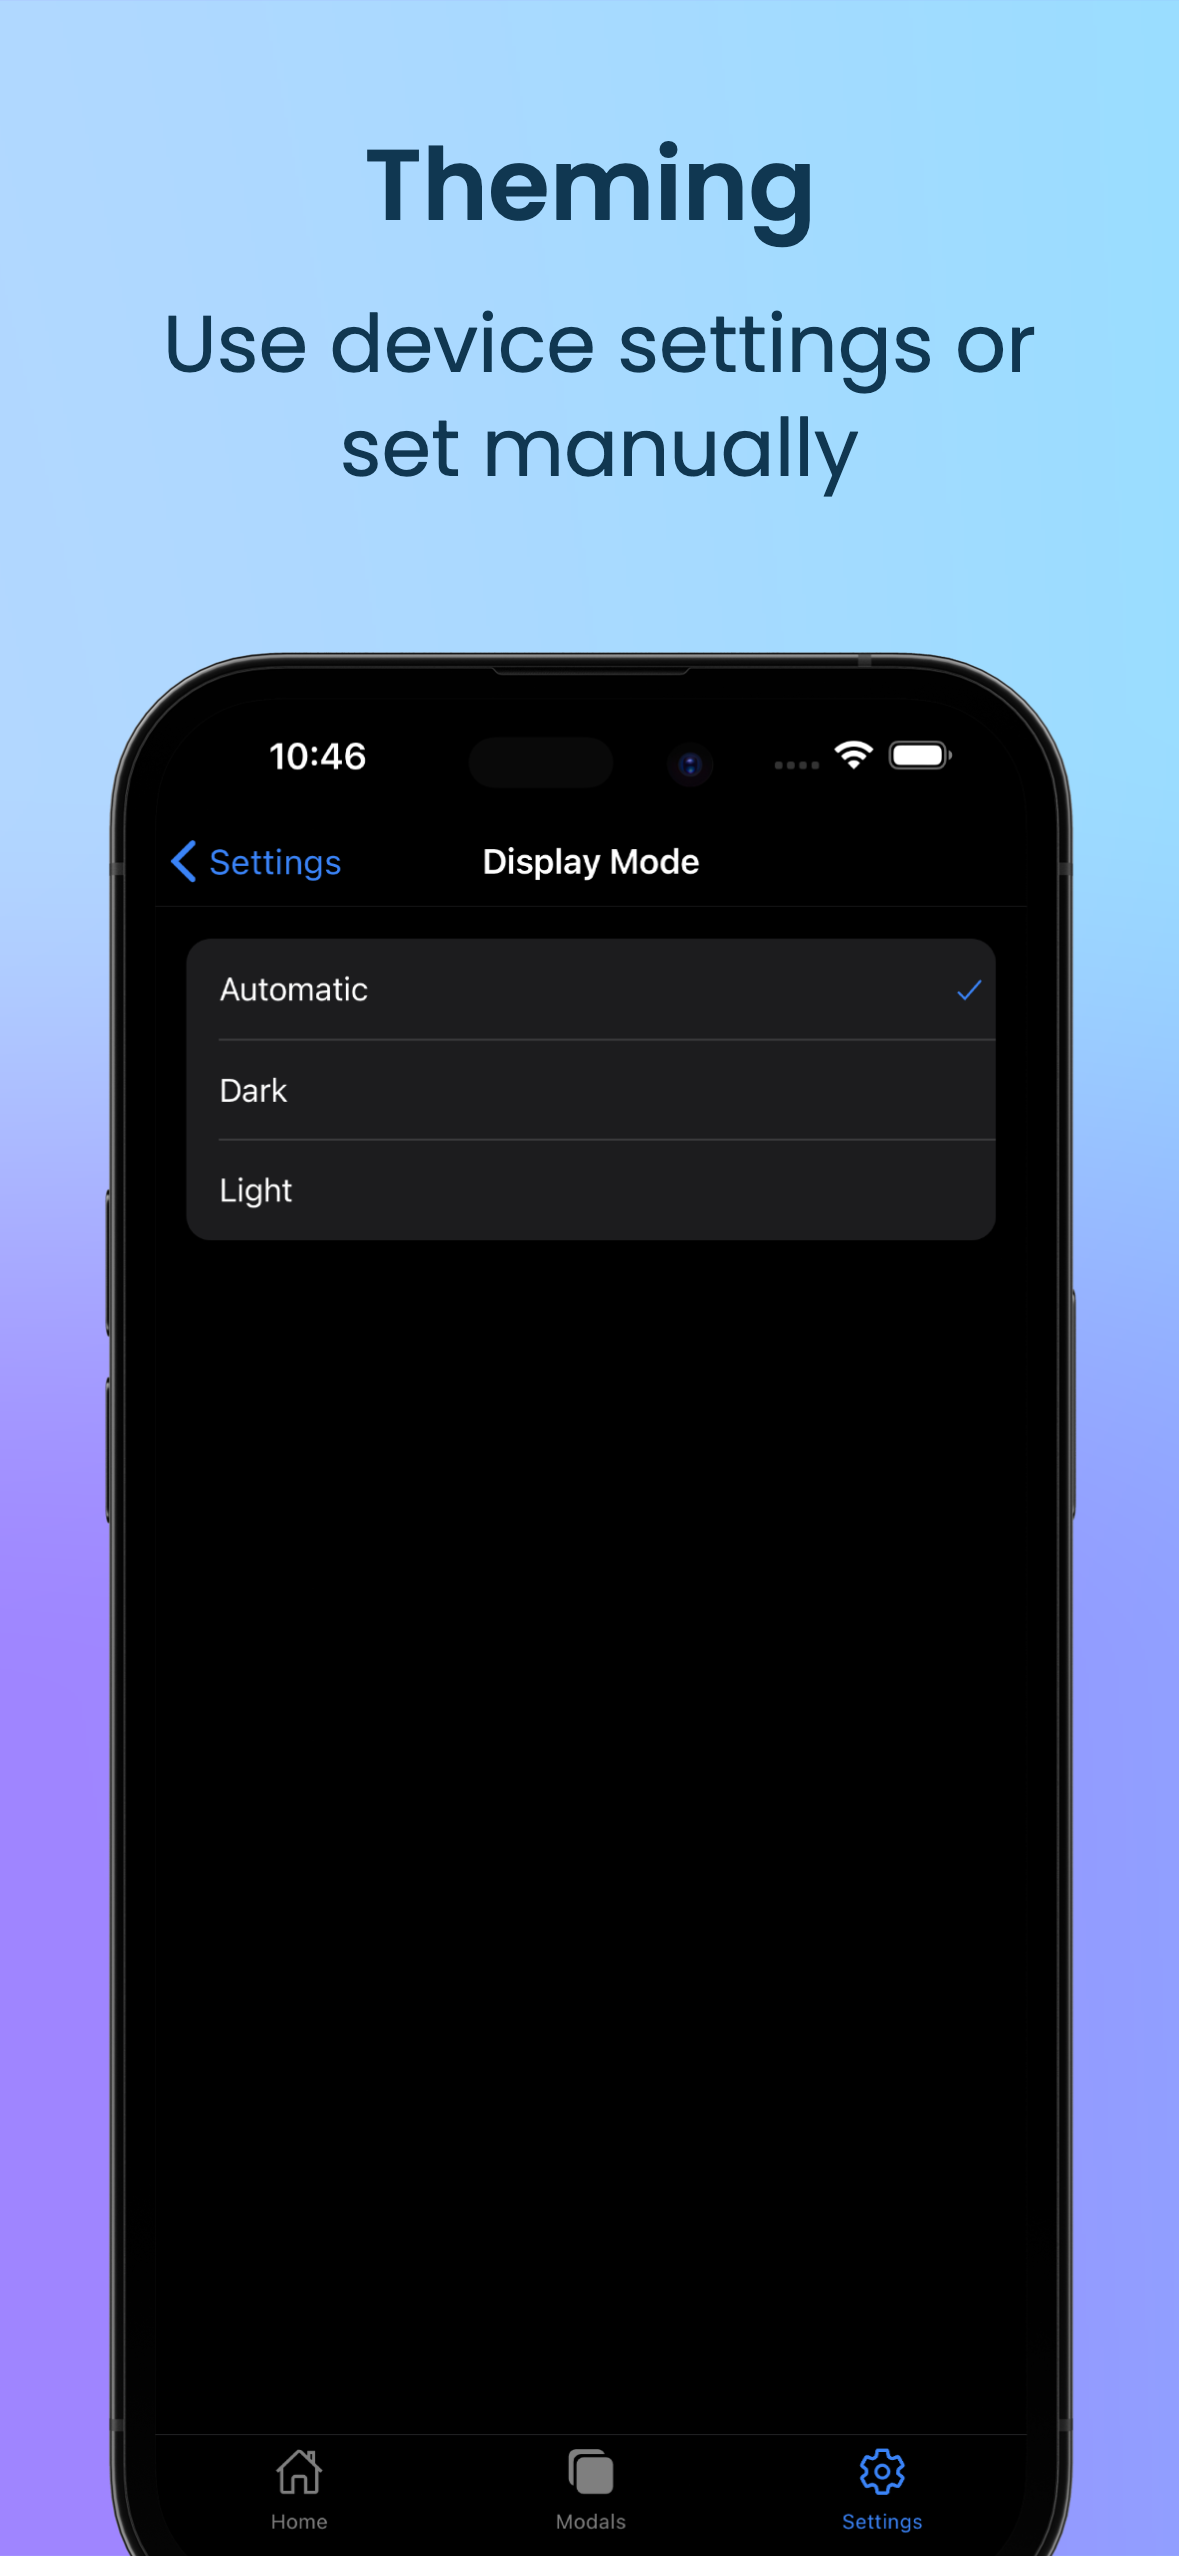 Theming
Use device settings or
set manually
10:46
Settings
Display Mode
Automatic
Dark
Light
Home
Modals
Settings